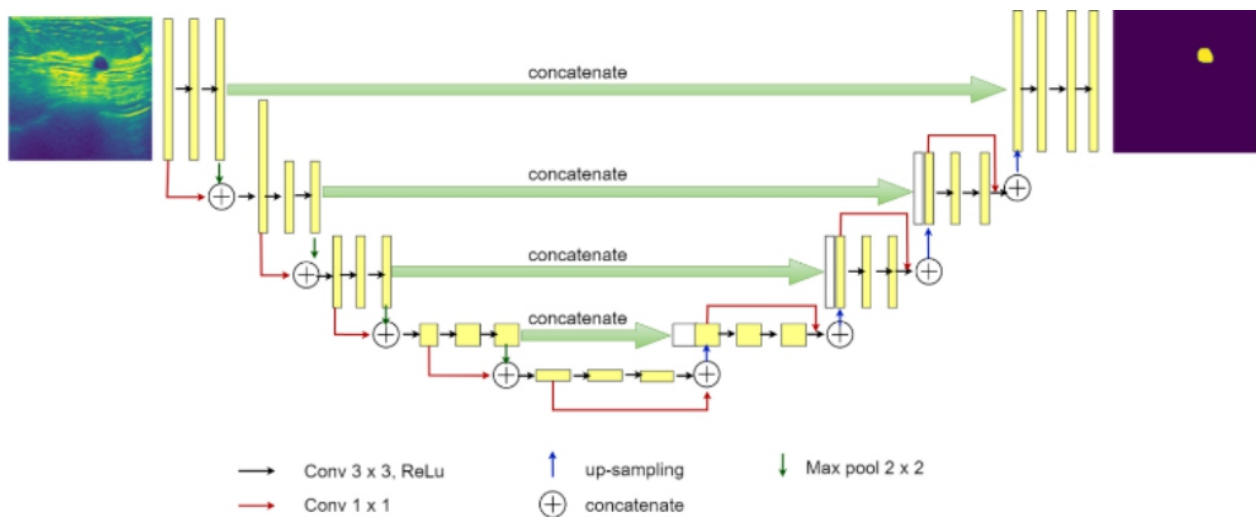 concatenate
concatenate
concatenate
concatenate
Conv 3 x 3, ReLu
up-sampling
Max pool 2 x 2
Conv 1 x 1
concatenate